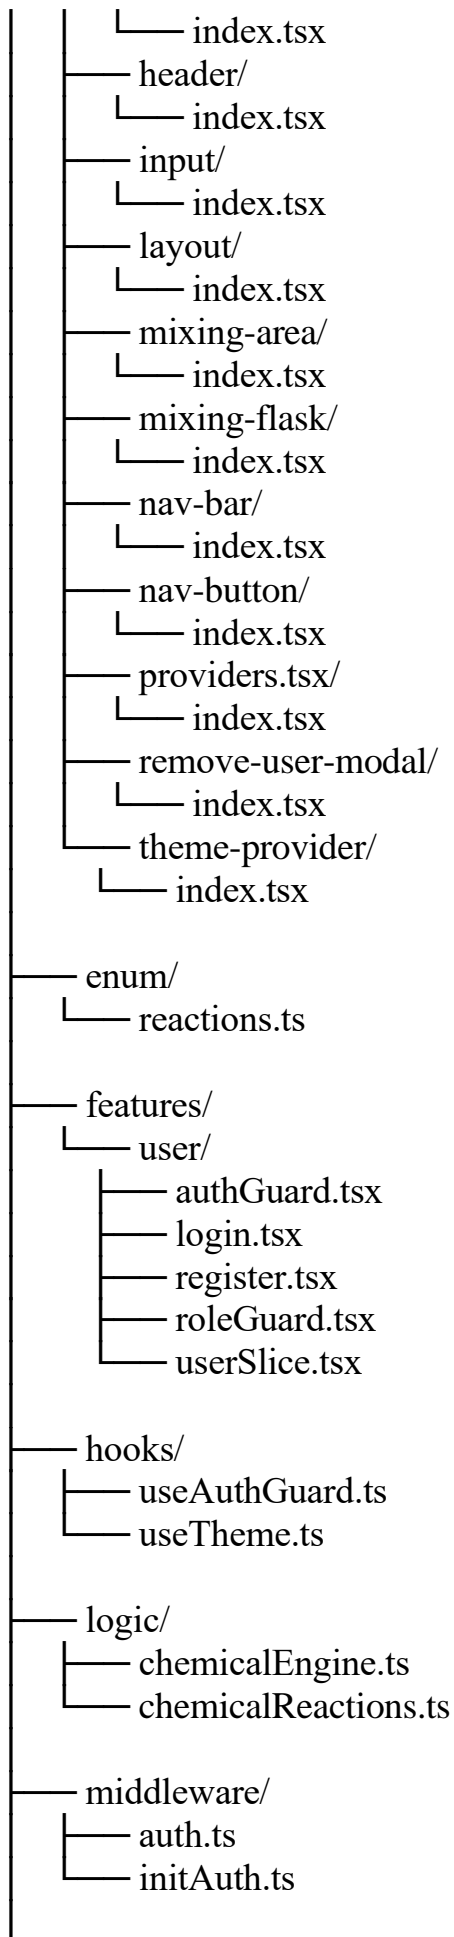 index.tsx
header/
index.tsx
input/
index.tsx
layout/
index.tsx
mixing-area/
index.tsx
mixing-flask/
index.tsx
nav-bar/
index.tsx
nav-button/
index.tsx
providers.tsx/
index.tsx
remove-user-modal/
index.tsx
theme-provider/
index.tsx
enum/
reactions.ts
features/
user/
authGuard.tsx
login.tsx
register.tsx
roleGuard.tsx
userSlice.tsx
hooks/
useAuthGuard.ts
useTheme.ts
logic/
chemicalEngine.ts
chemicalReactions.ts
middleware/
auth.ts
initAuth.ts